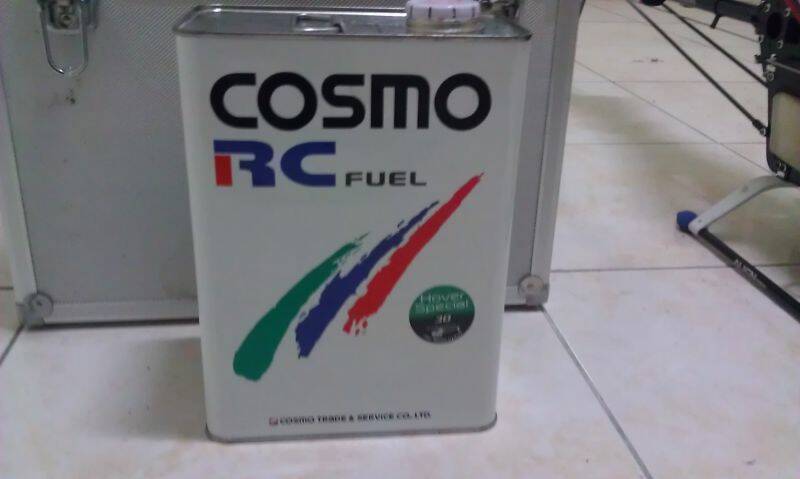 COSMO
RC FUEL
Hover
Special
30
COSMO TRADE & SERVICE CO., LTD.